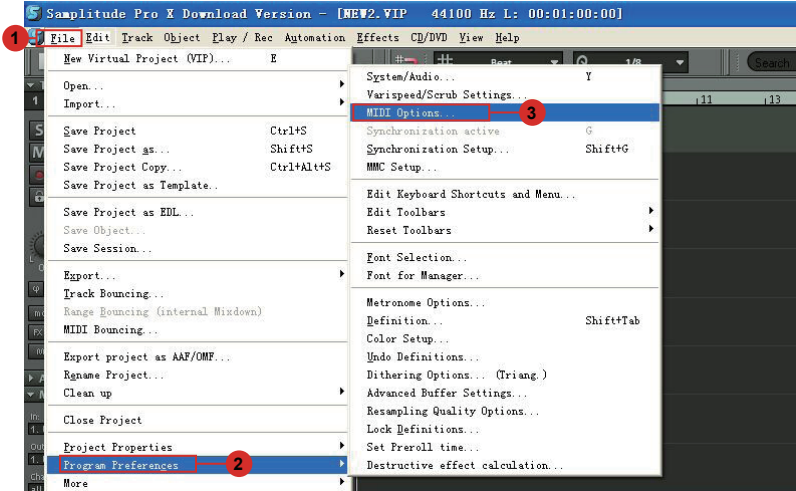 Samplitude Pro X Download Version - [NEW2.VIP 44100 Hz L: 00:01:00:00]
1 File Edit Track Object Play / Rec Automation Effects CD/DVD View Help
Beat 1/8 Search
New Virtual Project (VIP)... E
Open...
Import...
Save Project Ctrl+S
Save Project as... Shift+S
Save Project Copy... Ctrl+Alt+S
Save Project as Template..
Save Project as EDL...
Save Object...
Save Session...
Export...
Track Bouncing...
Range Bouncing (internal Mixdown)
MIDI Bouncing...
Export project as AAF/OMF...
Rename Project...
Clean up
Close Project
Project Properties
Program Preferences 2
More
System/Audio... Y
Varispeed/Scrub Settings...
MIDI Options... 3
Synchronization active G
Synchronization Setup... Shift+G
MMC Setup...
Edit Keyboard Shortcuts and Menu...
Edit Toolbars
Reset Toolbars
Font Selection...
Font for Manager...
Metronome Options...
Definition... Shift+Tab
Color Setup...
Undo Definitions...
Dithering Options... (Triang.)
Advanced Buffer Settings...
Resampling Quality Options...
Lock Definitions...
Set Preroll time...
Destructive effect calculation...
11 13
1
S
M
L
FX
In:
Out